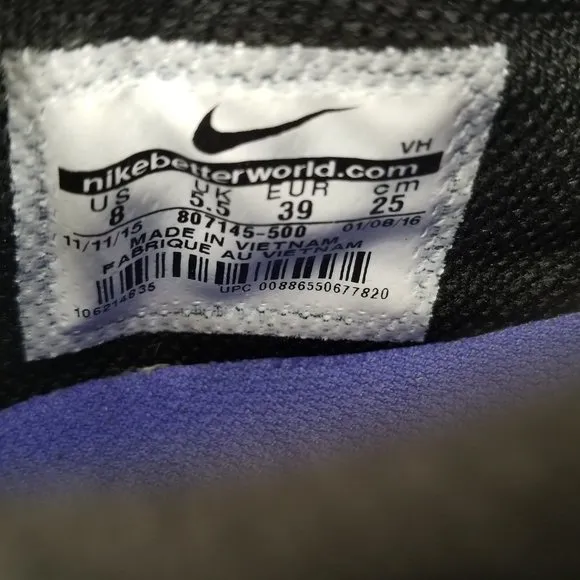 VH
nikebetterworld.com
US UK EUR cm
8 5.5 39 25
11/11/15 807145-500 01/08/16
MADE IN VIETNAM
FABRIQUE AU VIETNAM
106214835 UPC 00886550677820